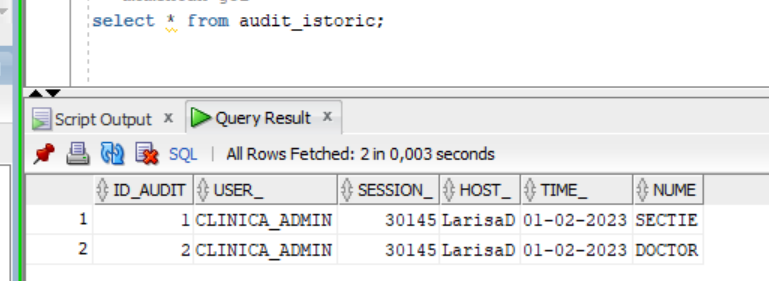 select * from audit_istoric;
Script Output x Query Result x
SQL | All Rows Fetched: 2 in 0,003 seconds
ID_AUDIT USER_ SESSION_ HOST_ TIME_ NUME
1 1 CLINICA_ADMIN 30145 LarisaD 01-02-2023 SECTIE
2 2 CLINICA_ADMIN 30145 LarisaD 01-02-2023 DOCTOR